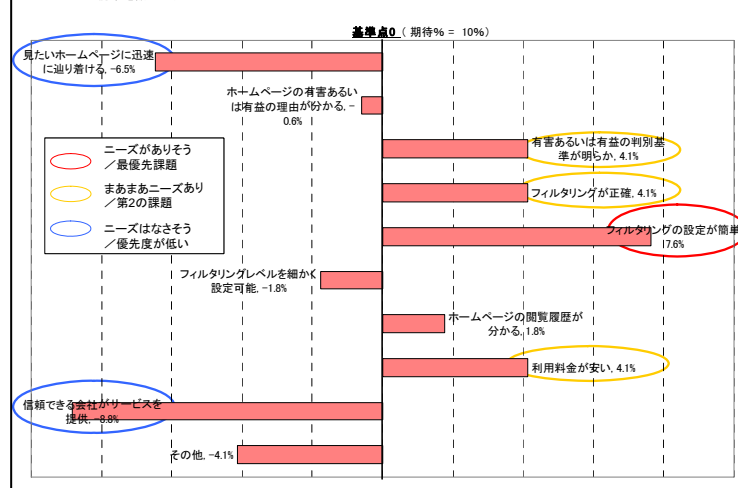 基準点0 ( 期待% = 10%)
見たいホームページに迅速
に辿り着ける, -6.5%
ホームページの有害あるい
は有益の理由が分かる, -
0.6%
有害あるいは有益の判別基
準が明らか, 4.1%
フィルタリングが正確, 4.1%
フィルタリングの設定が簡単
17.6%
フィルタリングレベルを細かく
設定可能, -1.8%
ホームページの閲覧履歴が
分かる, 1.8%
利用料金が安い, 4.1%
信頼できる会社がサービスを
提供, -8.8%
その他, -4.1%
ニーズがありそう
／最優先課題
まあまあニーズあり
／第2の課題
ニーズはなさそう
／優先度が低い